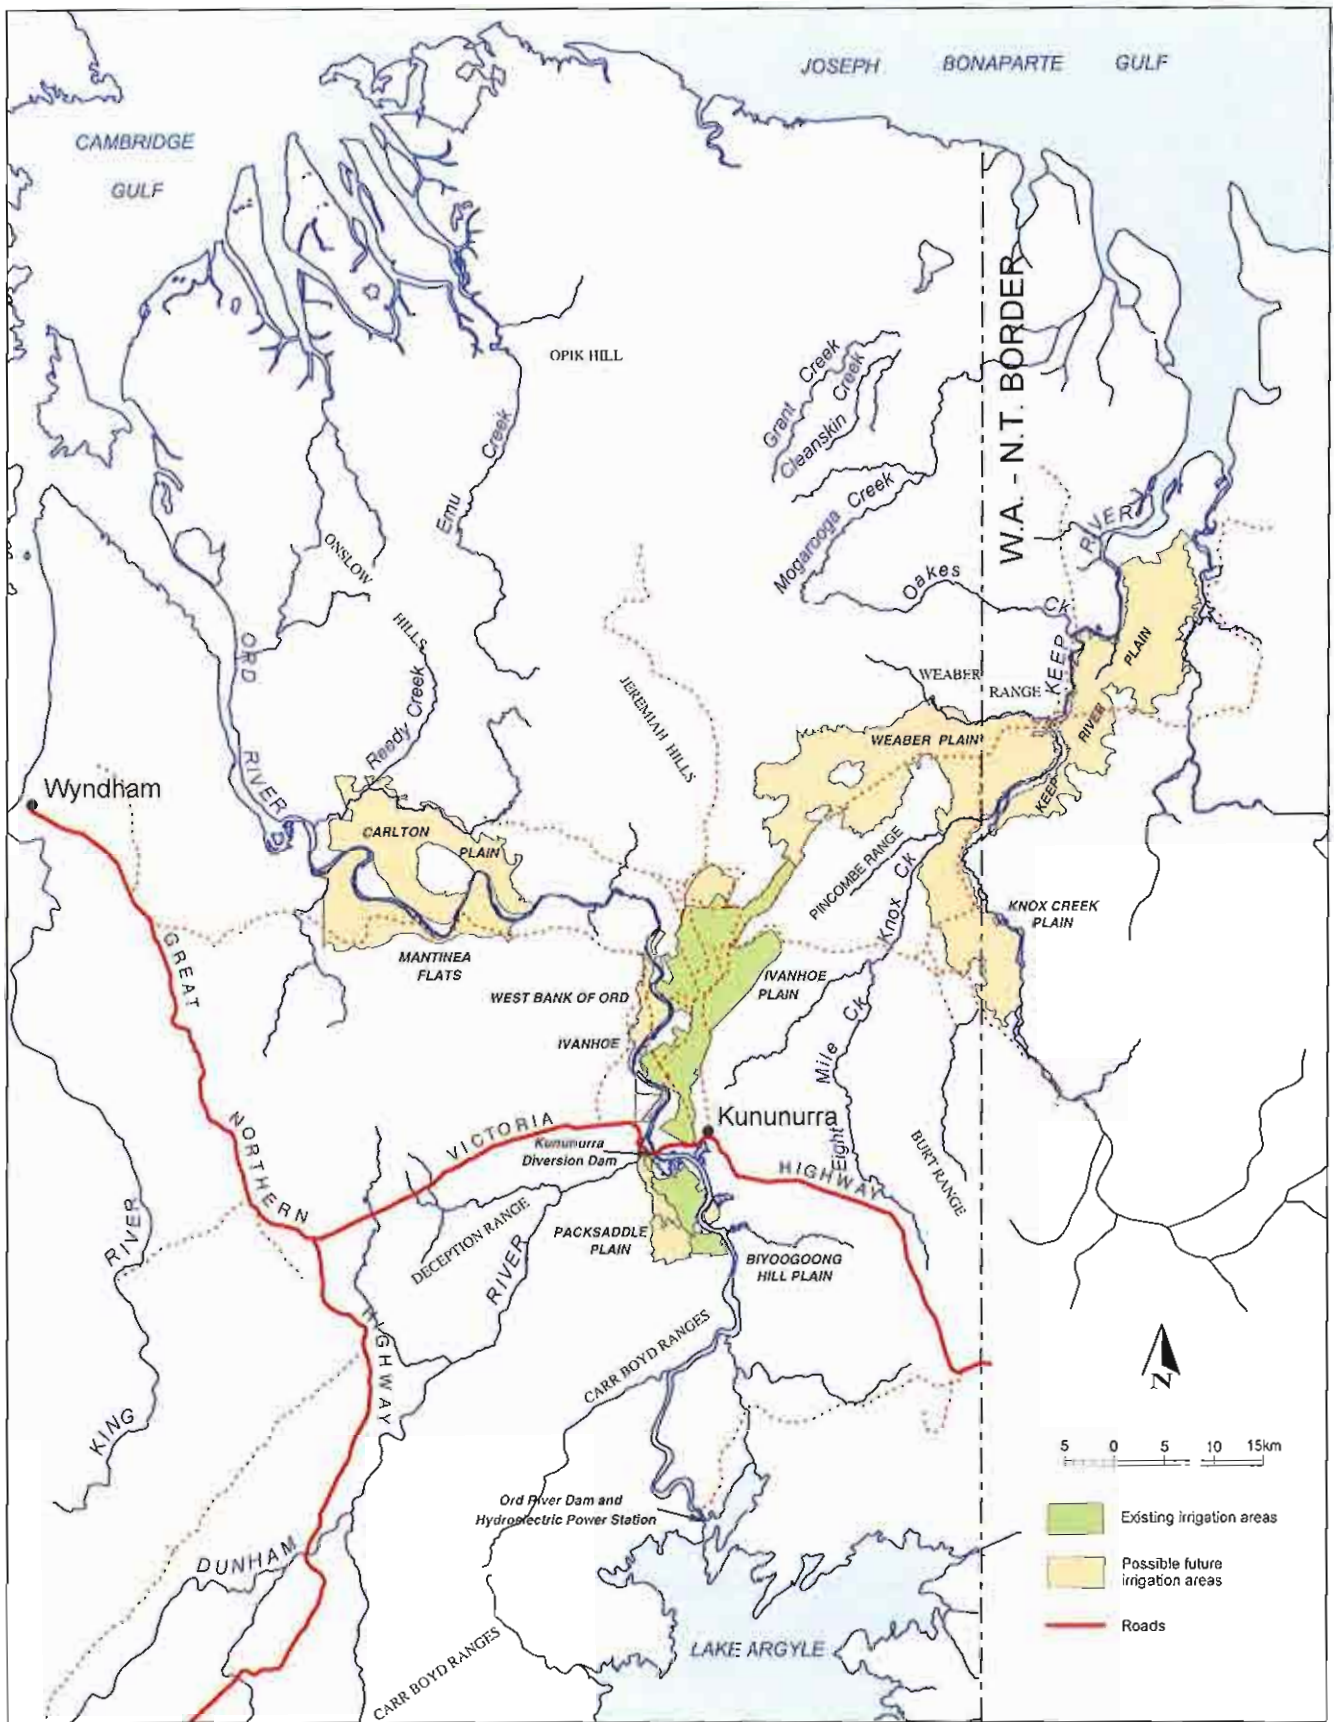 JOSEPH BONAPARTE GULF
CAMBRIDGE
GULF
W.A. - N.T. BORDER
OPIK HILL
Grant Creek
Cleanskin Creek
Emu Creek
Mogarooga Creek
RIVER
ONSLOW
HILLS
Oakes Ck
ORD
RIVER
Reedy Creek
JEREMIAH HILLS
WEABER
RANGE
KEEP
PLAIN
RIVER
KEEP
WEABER PLAIN
Wyndham
CARLTON
PLAIN
PINCOMBE RANGE
Knox Ck
KNOX CREEK
PLAIN
GREAT
NORTHERN
HIGHWAY
MANTINEA
FLATS
IVANHOE
PLAIN
WEST BANK OF ORD
IVANHOE
Eight Mile Ck
Kununurra
VICTORIA
HIGHWAY
Kununurra
Diversion Dam
BURT RANGE
RIVER
KING
DECEPTION RANGE
RIVER
DUNHAM
PACKSADDLE
PLAIN
BIYOOGOONG
HILL PLAIN
CARR BOYD RANGES
N
5 0 5 10 15km
Ord River Dam and
Hydroelectric Power Station
Existing irrigation areas
Possible future
irrigation areas
Roads
LAKE ARGYLE
CARR BOYD RANGES